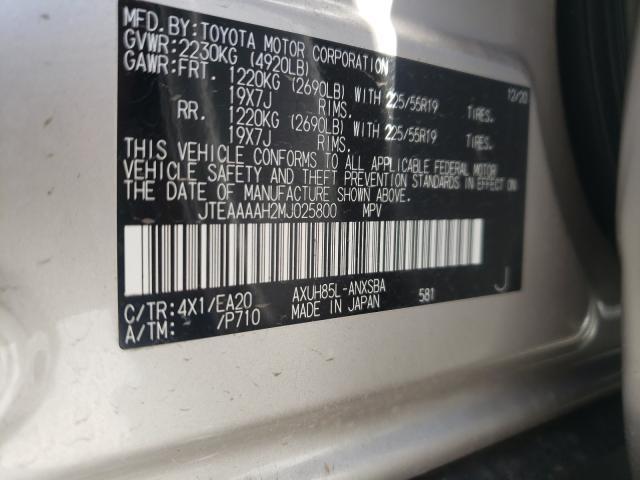 MFD.BY:TOYOTA MOTOR CORPORATION 12/20
GVWR:2230KG (4920LB)
GAWR:FRT. 1220KG (2690LB) WITH 225/55R19 TIRES,
19X7J RIMS,
RR. 1220KG (2690LB) WITH 225/55R19 TIRES,
19X7J RIMS.
THIS VEHICLE CONFORMS TO ALL APPLICABLE FEDERAL MOTOR
VEHICLE SAFETY AND THEFT PREVENTION STANDARDS IN EFFECT ON
THE DATE OF MANUFACTURE SHOWN ABOVE.
JTEAAAAH2MJ025800 MPV
C/TR:4X1/EA20 AXUH85L-ANXSBA 581 J
A/TM: /P710 MADE IN JAPAN